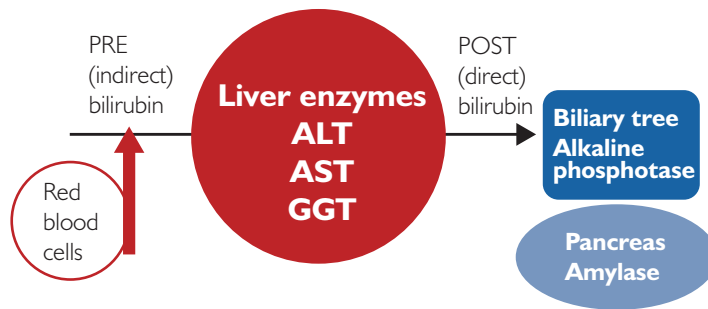 PRE
(indirect)
bilirubin
Red
blood
cells
Liver enzymes
ALT
AST
GGT
POST
(direct)
bilirubin
Biliary tree
Alkaline
phosphotase
Pancreas
Amylase